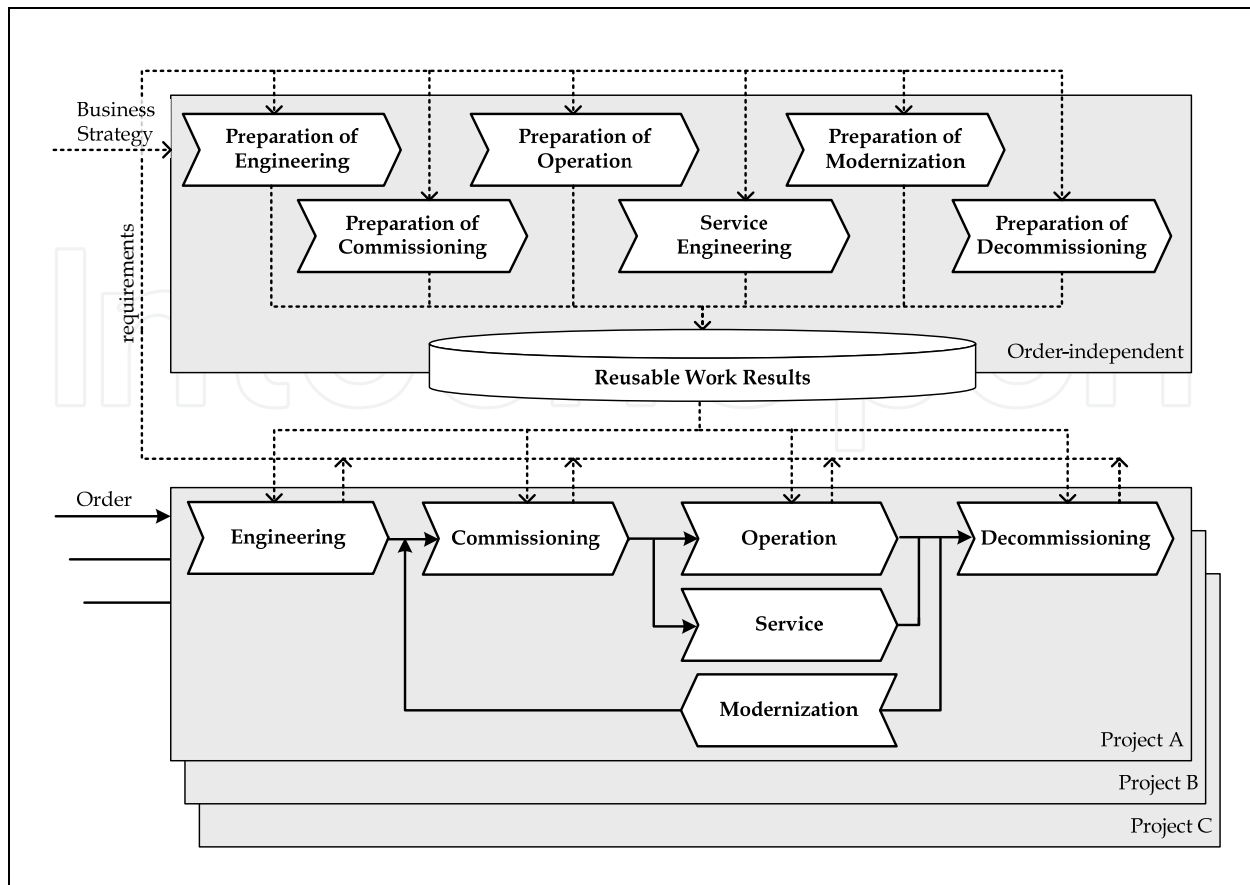 Business
Strategy
requirements
Preparation of
Engineering
Preparation of
Operation
Preparation of
Modernization
Preparation of
Commissioning
Service
Engineering
Preparation of
Decommissioning
Order-independent
Reusable Work Results
IntechOpen
Order
Engineering
Commissioning
Operation
Decommissioning
Service
Modernization
Project A
Project B
Project C